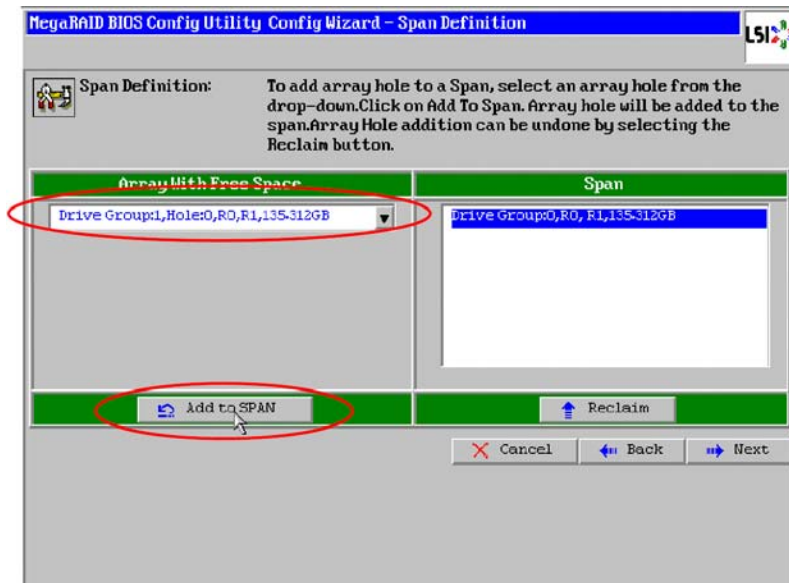 MegaRAID BIOS Config Utility Config Wizard – Span Definition
LSI
Span Definition:
To add array hole to a Span, select an array hole from the
drop-down.Click on Add To Span. Array hole will be added to the
span.Array Hole addition can be undone by selecting the
Reclaim button.
Array With Free Space
Span
Drive Group:1,Hole:0,R0,R1,135-312GB
Drive Group:0,R0, R1,135-312GB
Add to SPAN
Reclaim
Cancel
Back
Next